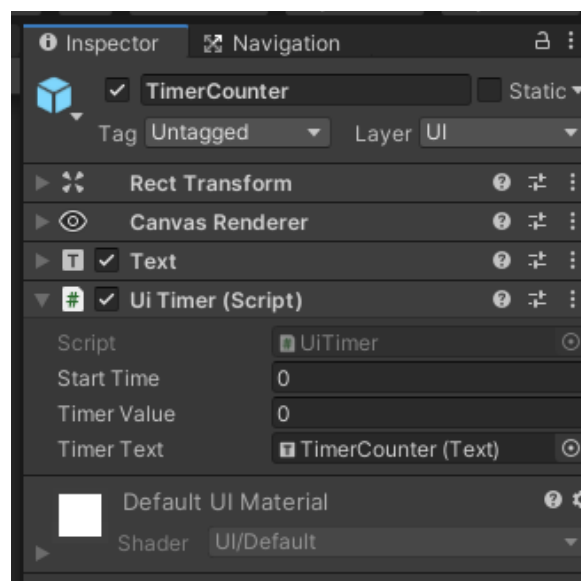 Inspector Navigation
TimerCounter Static
Tag Untagged Layer UI
Rect Transform
Canvas Renderer
T Text
# Ui Timer (Script)
Script # UiTimer
Start Time 0
Timer Value 0
Timer Text T TimerCounter (Text)
Default UI Material
Shader UI/Default